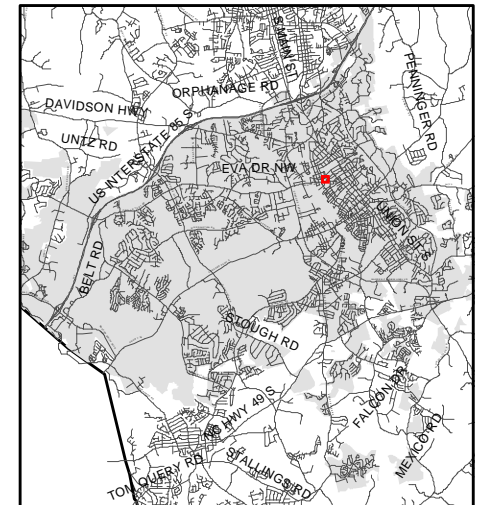 S MAIN ST
PENNINGER RD
ORPHANAGE RD
DAVIDSON HWY
US INTERSTATE 85 S
UNTZ RD
EVA DR NW
UNION ST S
BELT RD
STOUGH RD
FALCON DR
NC HWY 49 S
MEXICO RD
STALLINGS RD
TOM QUERY RD